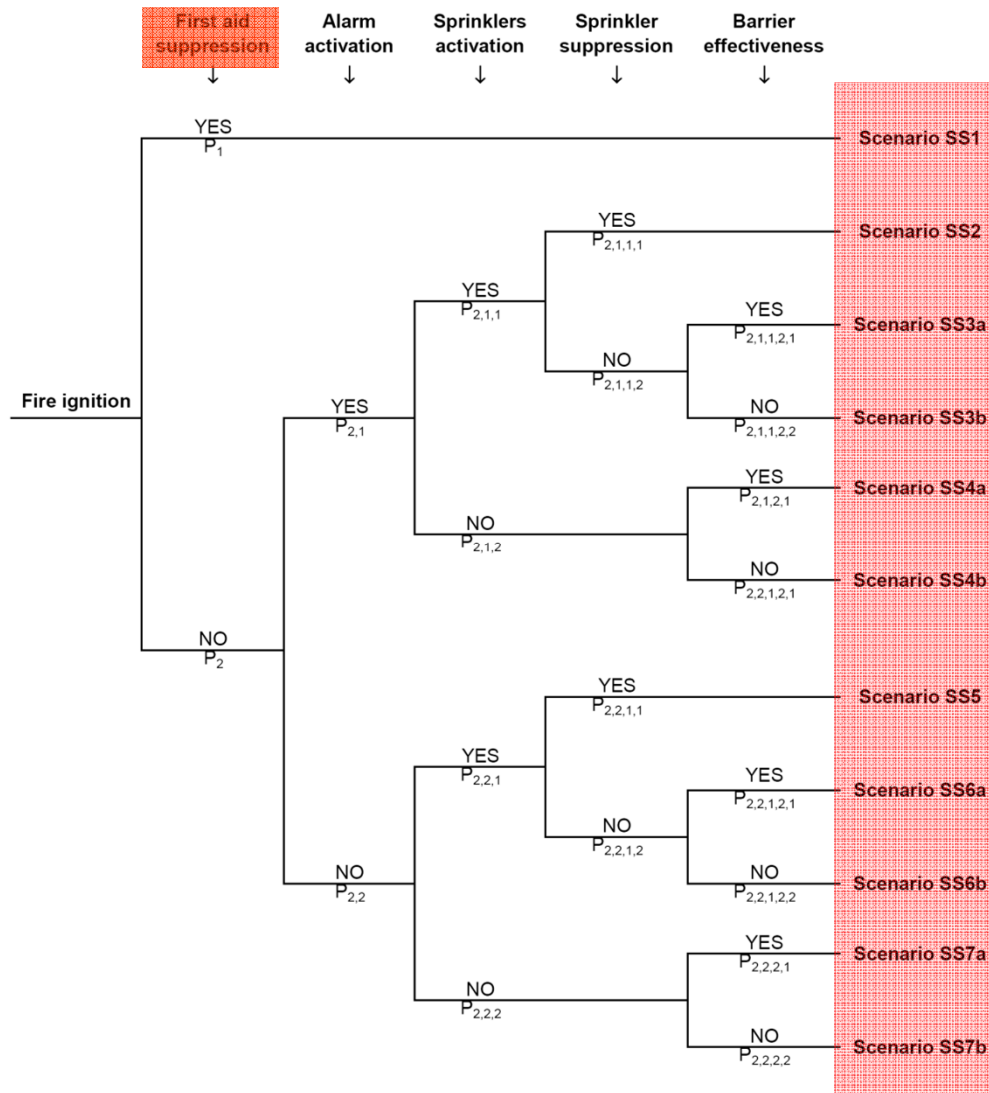 First aid
suppression
Alarm
activation
Sprinklers
activation
Sprinkler
suppression
Barrier
effectiveness
↓ ↓ ↓ ↓ ↓
YES
P1
Scenario SS1
YES
P2,1,1,1
Scenario SS2
YES
P2,1,1
YES
P2,1,1,2,1
Scenario SS3a
NO
P2,1,1,2
Fire ignition
YES
P2,1
NO
P2,1,1,2,2
Scenario SS3b
YES
P2,1,2,1
Scenario SS4a
NO
P2,1,2
NO
P2,2,1,2,1
Scenario SS4b
NO
P2
YES
P2,2,1,1
Scenario SS5
YES
P2,2,1
YES
P2,2,1,2,1
Scenario SS6a
NO
P2,2,1,2
NO
P2,2
NO
P2,2,1,2,2
Scenario SS6b
YES
P2,2,2,1
Scenario SS7a
NO
P2,2,2
NO
P2,2,2,2
Scenario SS7b